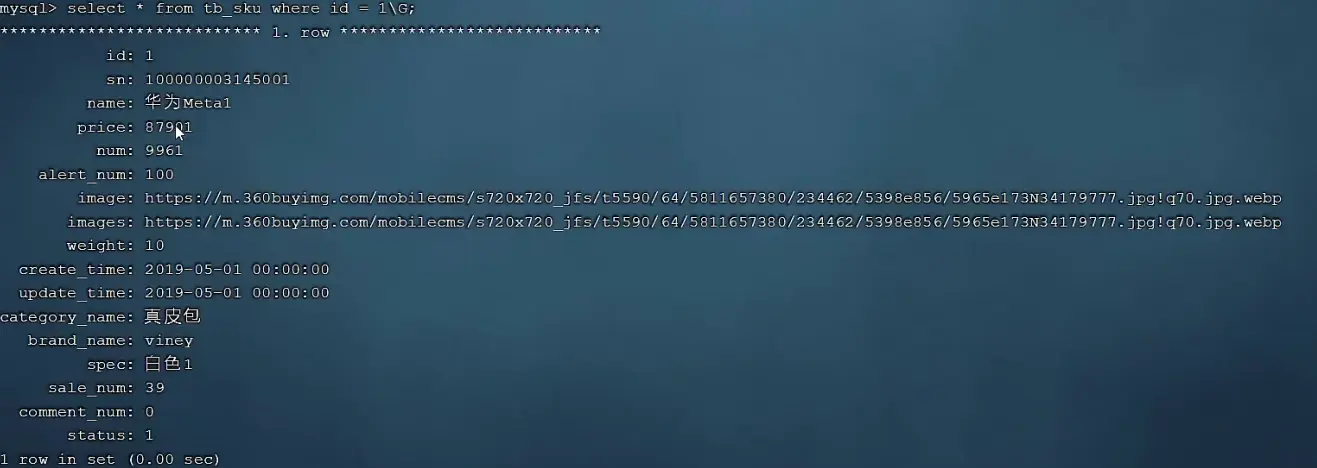 mysql> select * from tb_sku where id = 1\G;
*************************** 1. row ***************************
id: 1
sn: 100000003145001
name: 华为Meta1
price: 87901
num: 9961
alert_num: 100
image: https://m.360buyimg.com/mobilecms/s720x720_jfs/t5590/64/5811657380/234462/5398e856/5965e173N34179777.jpg!q70.jpg.webp
images: https://m.360buyimg.com/mobilecms/s720x720_jfs/t5590/64/5811657380/234462/5398e856/5965e173N34179777.jpg!q70.jpg.webp
weight: 10
create_time: 2019-05-01 00:00:00
update_time: 2019-05-01 00:00:00
category_name: 真皮包
brand_name: viney
spec: 白色1
sale_num: 39
comment_num: 0
status: 1
1 row in set (0.00 sec)